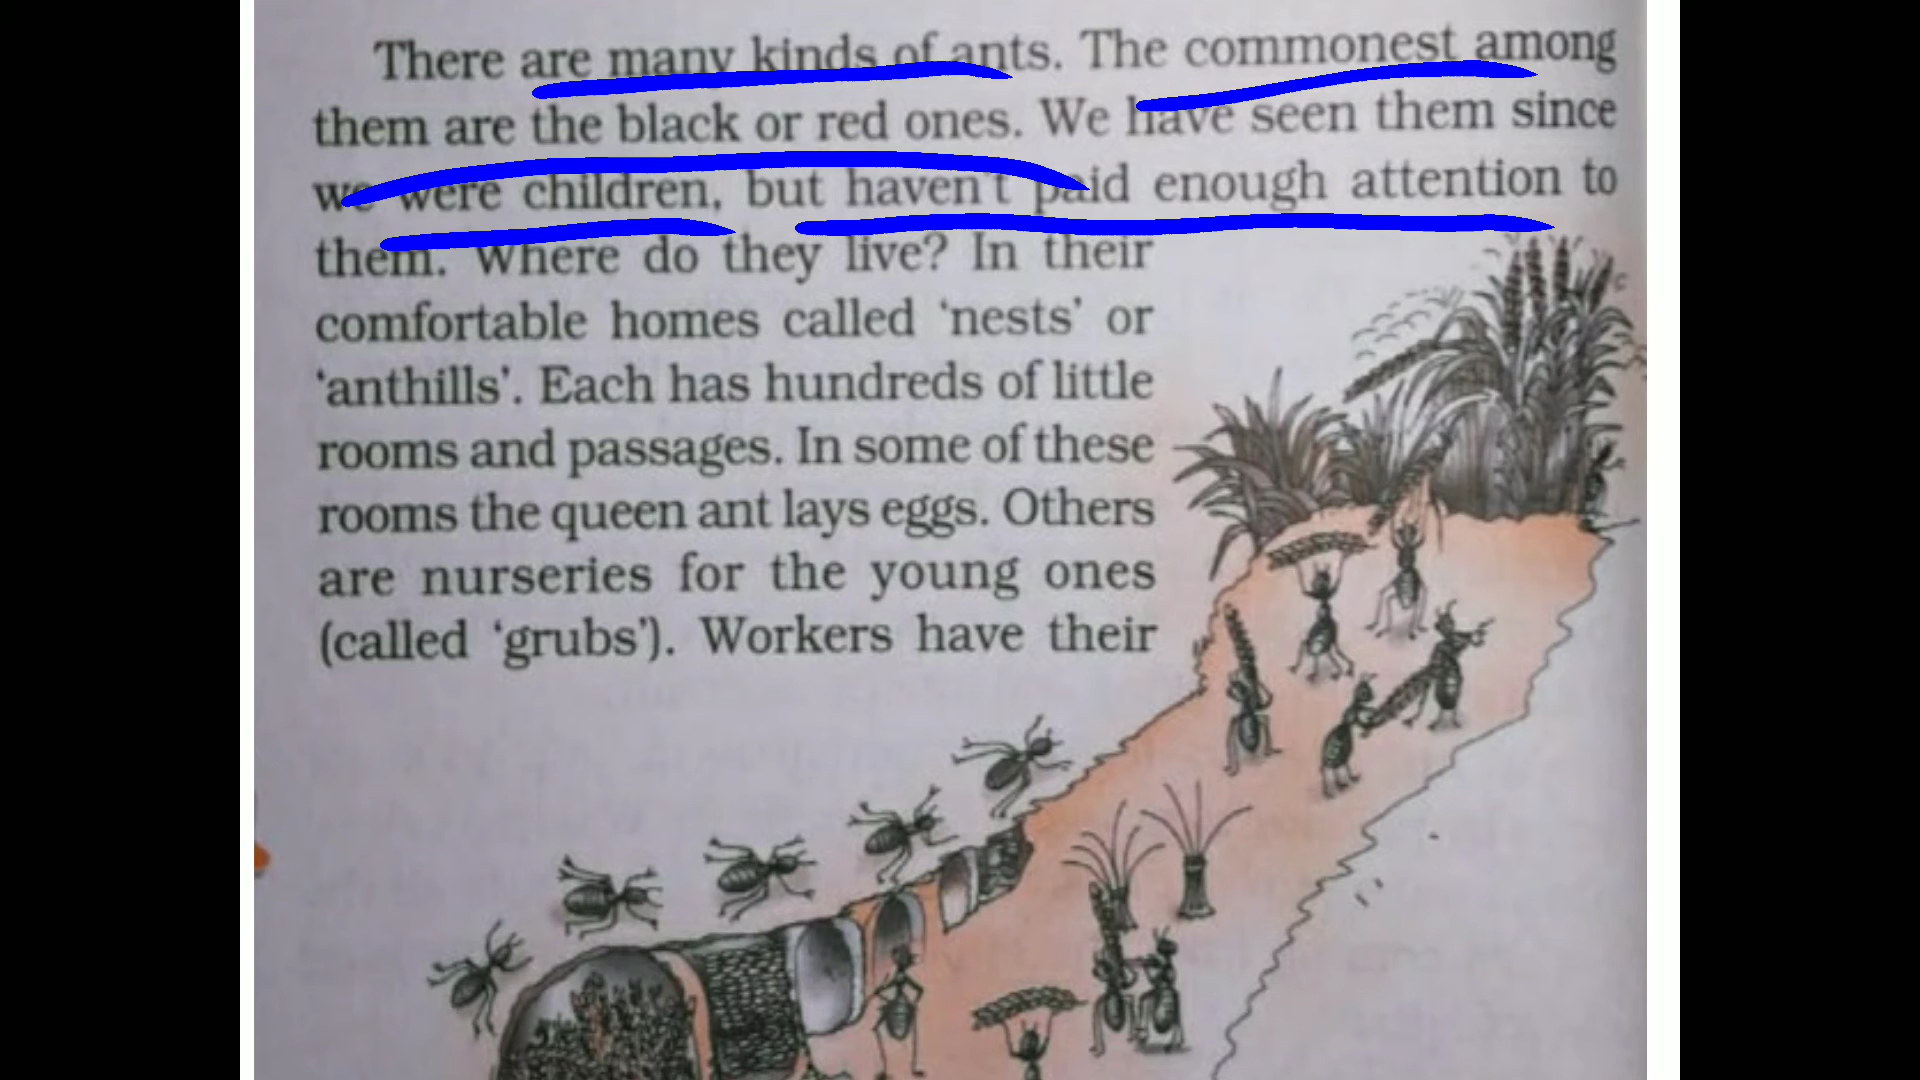 There are many kinds of ants. The commonest among
them are the black or red ones. We have seen them since
we were children, but haven't paid enough attention to
them. Where do they live? In their
comfortable homes called ‘nests’ or
‘anthills’. Each has hundreds of little
rooms and passages. In some of these
rooms the queen ant lays eggs. Others
are nurseries for the young ones
(called ‘grubs’). Workers have their